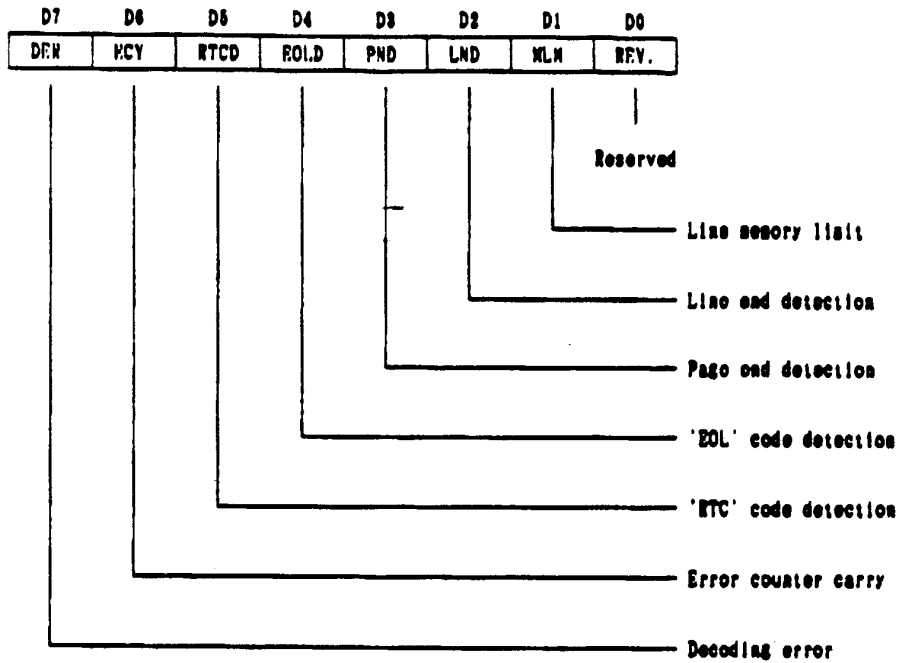 D7 D6 D5 D4 D3 D2 D1 D0
DER ECY RTCD EOLD PND LND MLM REV.
Reserved
Line memory limit
Line end detection
Page end detection
'EOL' code detection
'RTC' code detection
Error counter carry
Decoding error